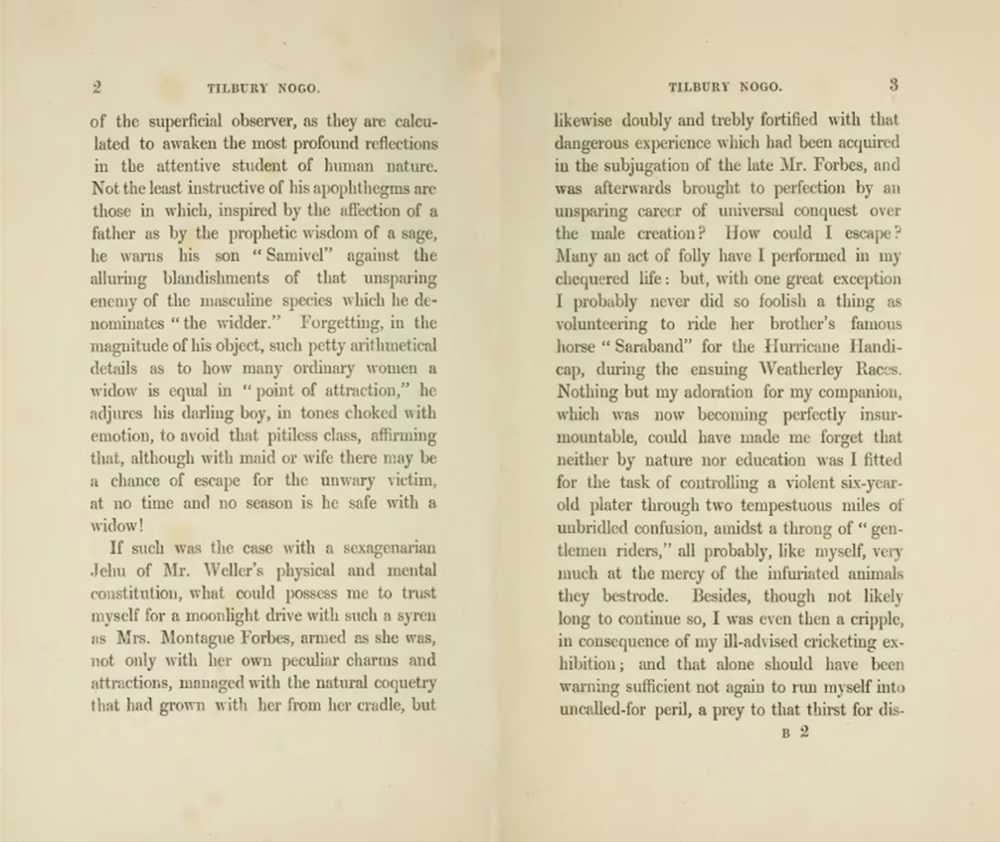 2 TILBURY NOGO.
of the superficial observer, as they are calcu-
lated to awaken the most profound reflections
in the attentive student of human nature.
Not the least instructive of his apophthegms are
those in which, inspired by the affection of a
father as by the prophetic wisdom of a sage,
he warns his son "Samivel" against the
alluring blandishments of that unsparing
enemy of the masculine species which he de-
nominates "the widder." Forgetting, in the
magnitude of his object, such petty arithmetical
details as to how many ordinary women a
widow is equal in "point of attraction," he
adjures his darling boy, in tones choked with
emotion, to avoid that pitiless class, affirming
that, although with maid or wife there may be
a chance of escape for the unwary victim,
at no time and no season is he safe with a
widow!
If such was the case with a sexagenarian
Jehu of Mr. Weller's physical and mental
constitution, what could possess me to trust
myself for a moonlight drive with such a syren
as Mrs. Montague Forbes, armed as she was,
not only with her own peculiar charms and
attractions, managed with the natural coquetry
that had grown with her from her cradle, but
TILBURY NOGO. 3
likewise doubly and trebly fortified with that
dangerous experience which had been acquired
in the subjugation of the late Mr. Forbes, and
was afterwards brought to perfection by an
unsparing career of universal conquest over
the male creation? How could I escape?
Many an act of folly have I performed in my
chequered life: but, with one great exception
I probably never did so foolish a thing as
volunteering to ride her brother's famous
horse "Saraband" for the Hurricane Handi-
cap, during the ensuing Weatherley Races.
Nothing but my adoration for my companion,
which was now becoming perfectly insur-
mountable, could have made me forget that
neither by nature nor education was I fitted
for the task of controlling a violent six-year-
old plater through two tempestuous miles of
unbridled confusion, amidst a throng of "gen-
tlemen riders," all probably, like myself, very
much at the mercy of the infuriated animals
they bestrode. Besides, though not likely
long to continue so, I was even then a cripple,
in consequence of my ill-advised cricketing ex-
hibition; and that alone should have been
warning sufficient not again to run myself into
uncalled-for peril, a prey to that thirst for dis-
B 2